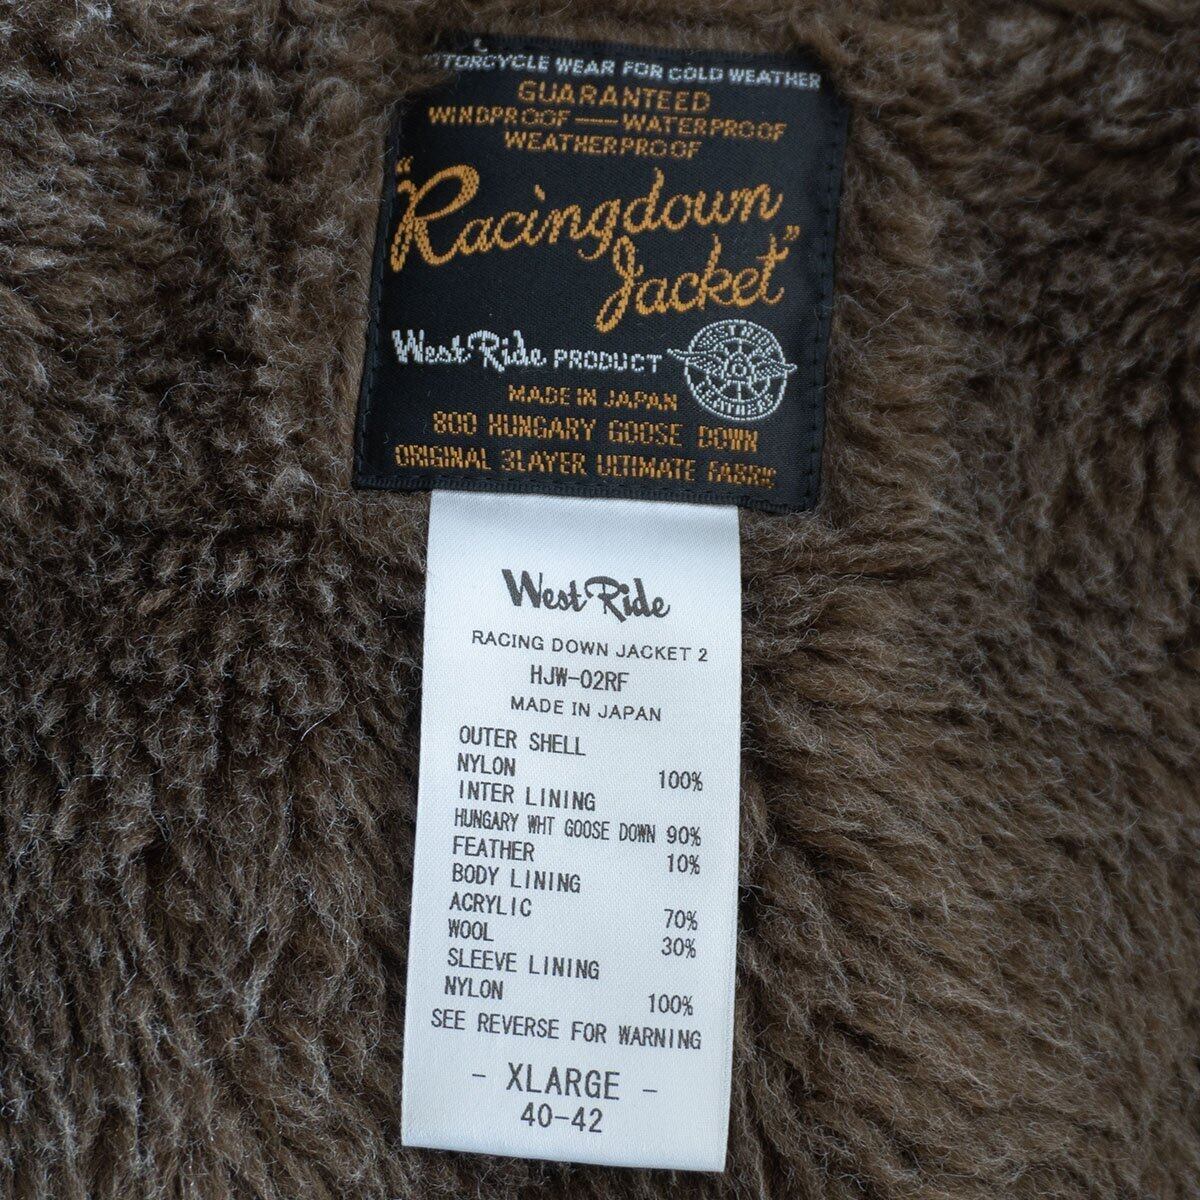 MOTORCYCLE WEAR FOR COLD WEATHER
GUARANTEED
WINDPROOF — WATERPROOF
WEATHERPROOF
"Racingdown
Jacket"
West Ride PRODUCT
MADE IN JAPAN
800 HUNGARY GOOSE DOWN
ORIGINAL 3LAYER ULTIMATE FABRIC
West Ride
RACING DOWN JACKET 2
HJW-02RF
MADE IN JAPAN
OUTER SHELL
NYLON 100%
INTER LINING
HUNGARY WHT GOOSE DOWN 90%
FEATHER 10%
BODY LINING
ACRYLIC 70%
WOOL 30%
SLEEVE LINING
NYLON 100%
SEE REVERSE FOR WARNING
- XLARGE -
40-42